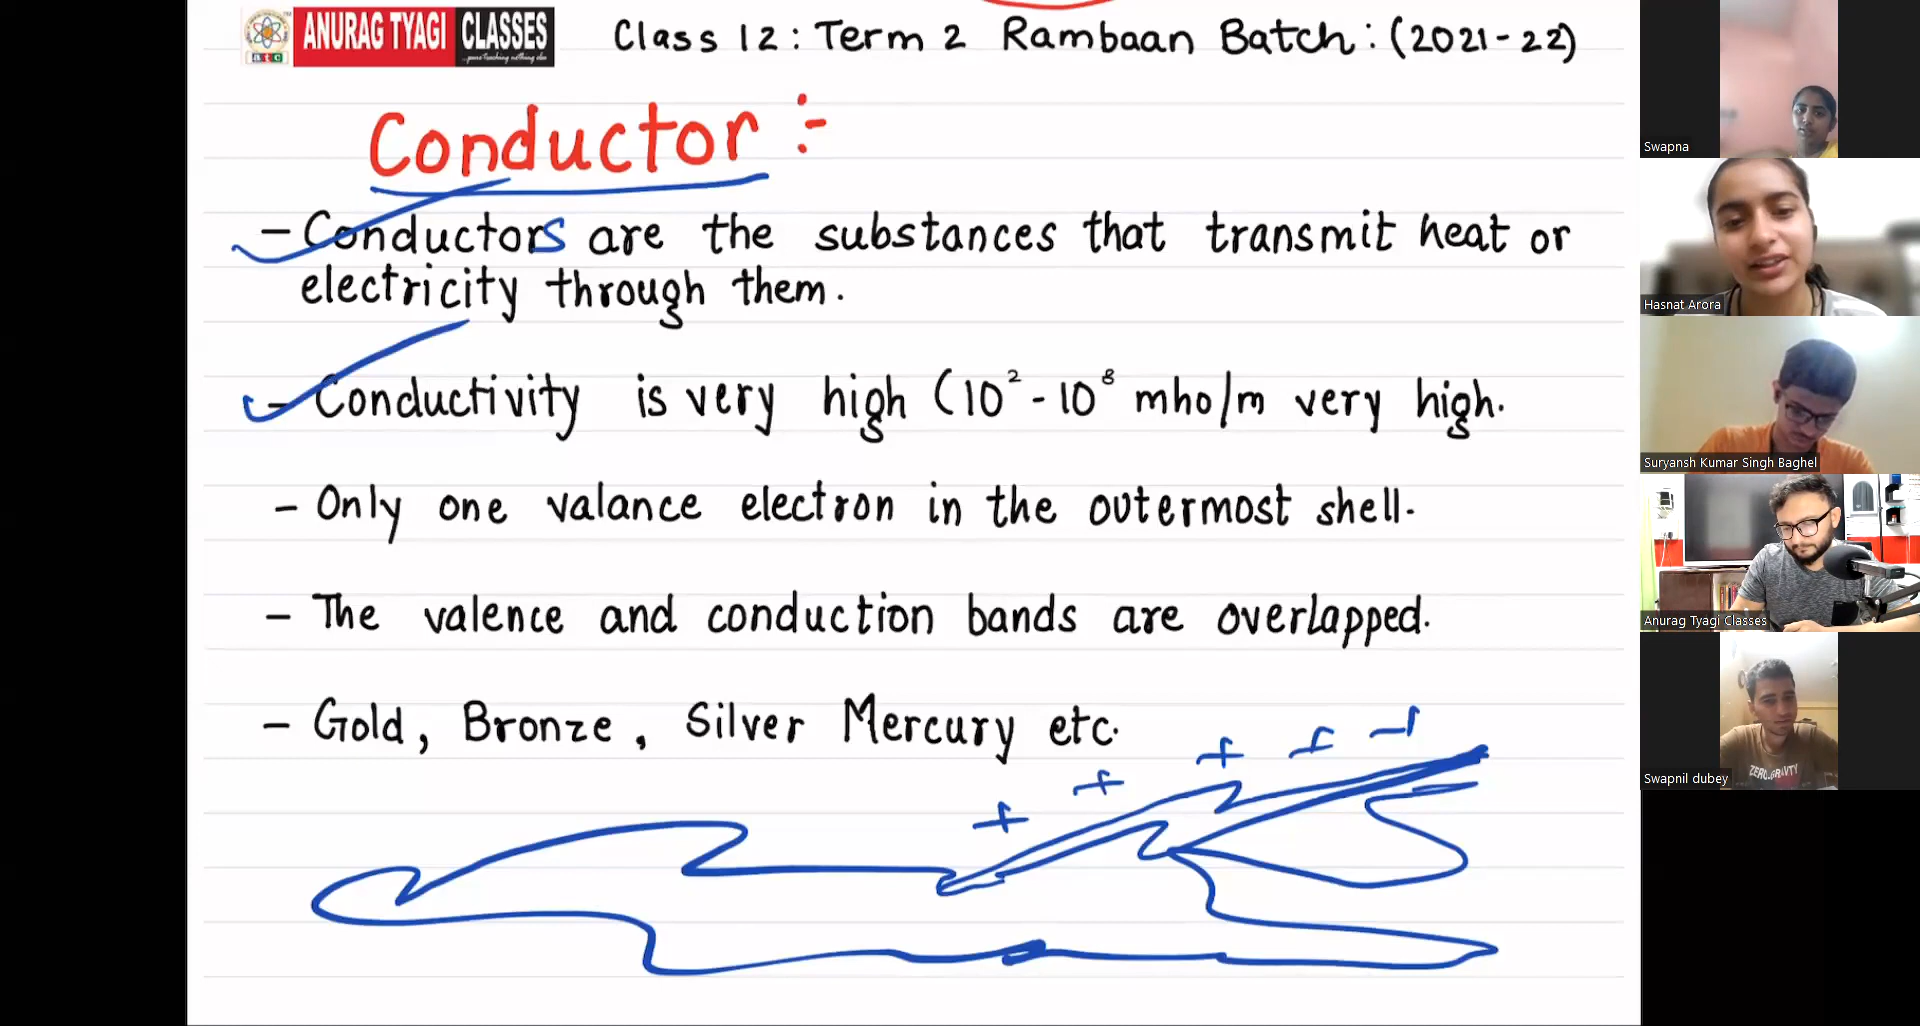 ANURAG TYAGI CLASSES
Class 12: Term 2 Rambaan Batch: (2021-22)
Conductor :-
- Conductors are the substances that transmit heat or
electricity through them.
- Conductivity is very high (10² - 10⁸ mho/m very high.
- Only one valance electron in the outermost shell.
- The valence and conduction bands are overlapped.
- Gold, Bronze, Silver Mercury etc.
+ + + + +
Swapna
Hasnat Arora
Suryansh Kumar Singh Baghel
Anurag Tyagi Classes
Swapnil dubey